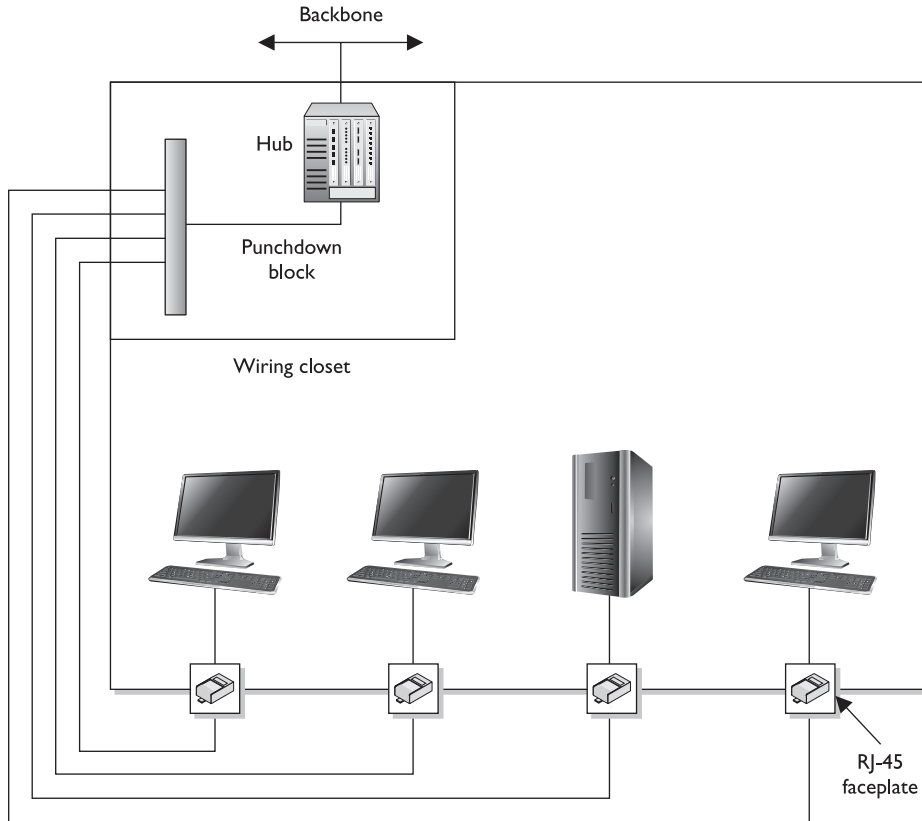 Backbone
Hub
Punchdown
block
Wiring closet
RJ-45
faceplate